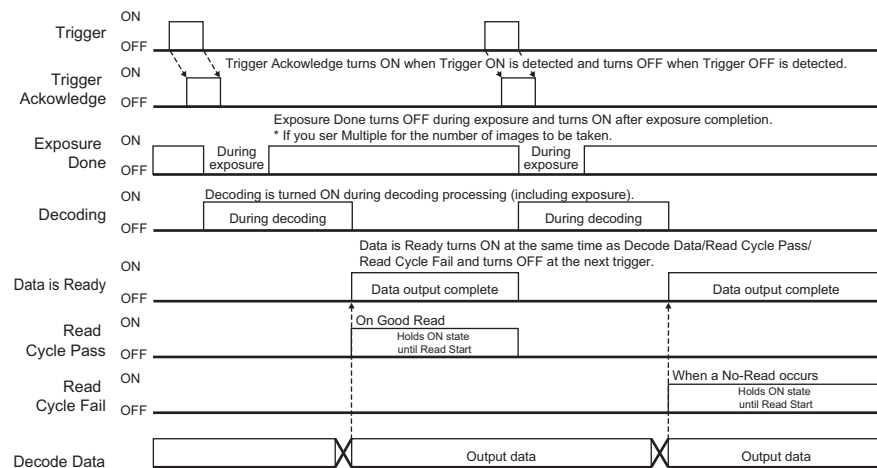 ON
Trigger
OFF
Trigger Ackowledge turns ON when Trigger ON is detected and turns OFF when Trigger OFF is detected.
ON
Trigger
Ackowledge
OFF
Exposure Done turns OFF during exposure and turns ON after exposure completion.
* If you ser Multiple for the number of images to be taken.
ON
Exposure
Done
OFF
During
exposure
During
exposure
Decoding is turned ON during decoding processing (including exposure).
ON
Decoding
OFF
During decoding
During decoding
Data is Ready turns ON at the same time as Decode Data/Read Cycle Pass/
Read Cycle Fail and turns OFF at the next trigger.
ON
Data is Ready
OFF
Data output complete
Data output complete
ON
Read
Cycle Pass
OFF
On Good Read
Holds ON state
until Read Start
ON
Read
Cycle Fail
OFF
When a No-Read occurs
Holds ON state
until Read Start
Decode Data
Output data
Output data